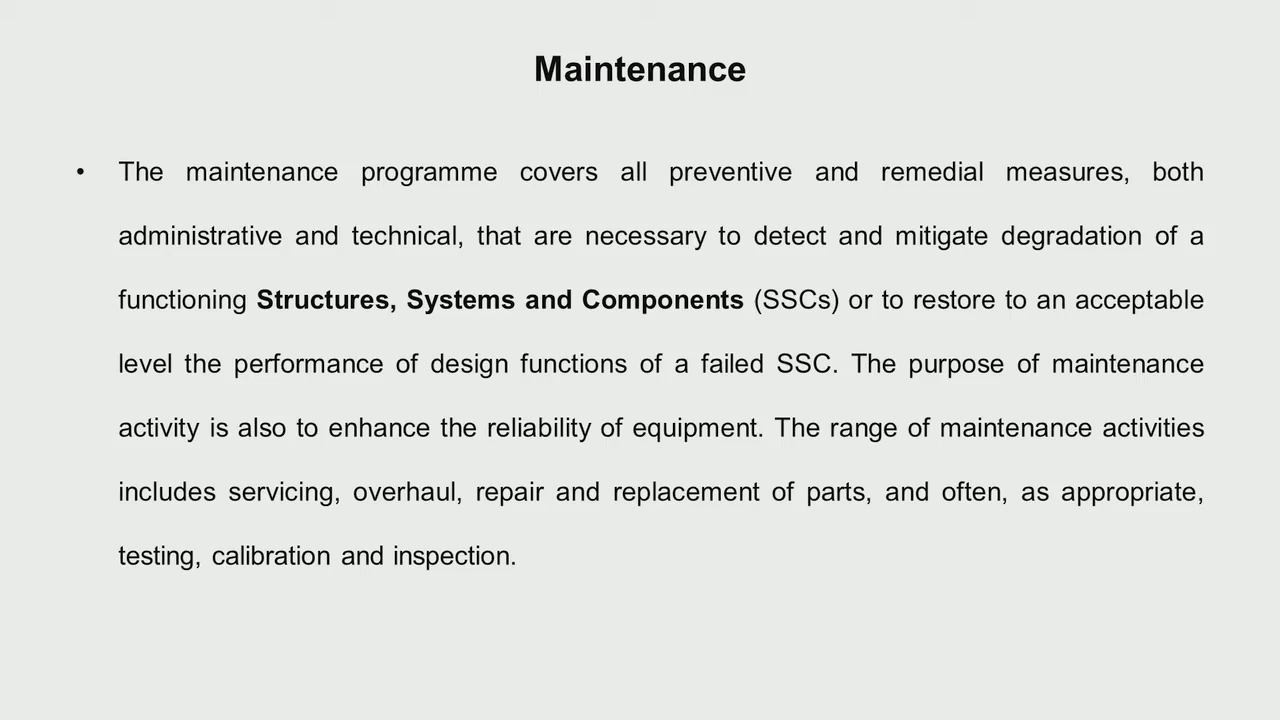 Maintenance
• The maintenance programme covers all preventive and remedial measures, both
administrative and technical, that are necessary to detect and mitigate degradation of a
functioning Structures, Systems and Components (SSCs) or to restore to an acceptable
level the performance of design functions of a failed SSC. The purpose of maintenance
activity is also to enhance the reliability of equipment. The range of maintenance activities
includes servicing, overhaul, repair and replacement of parts, and often, as appropriate,
testing, calibration and inspection.